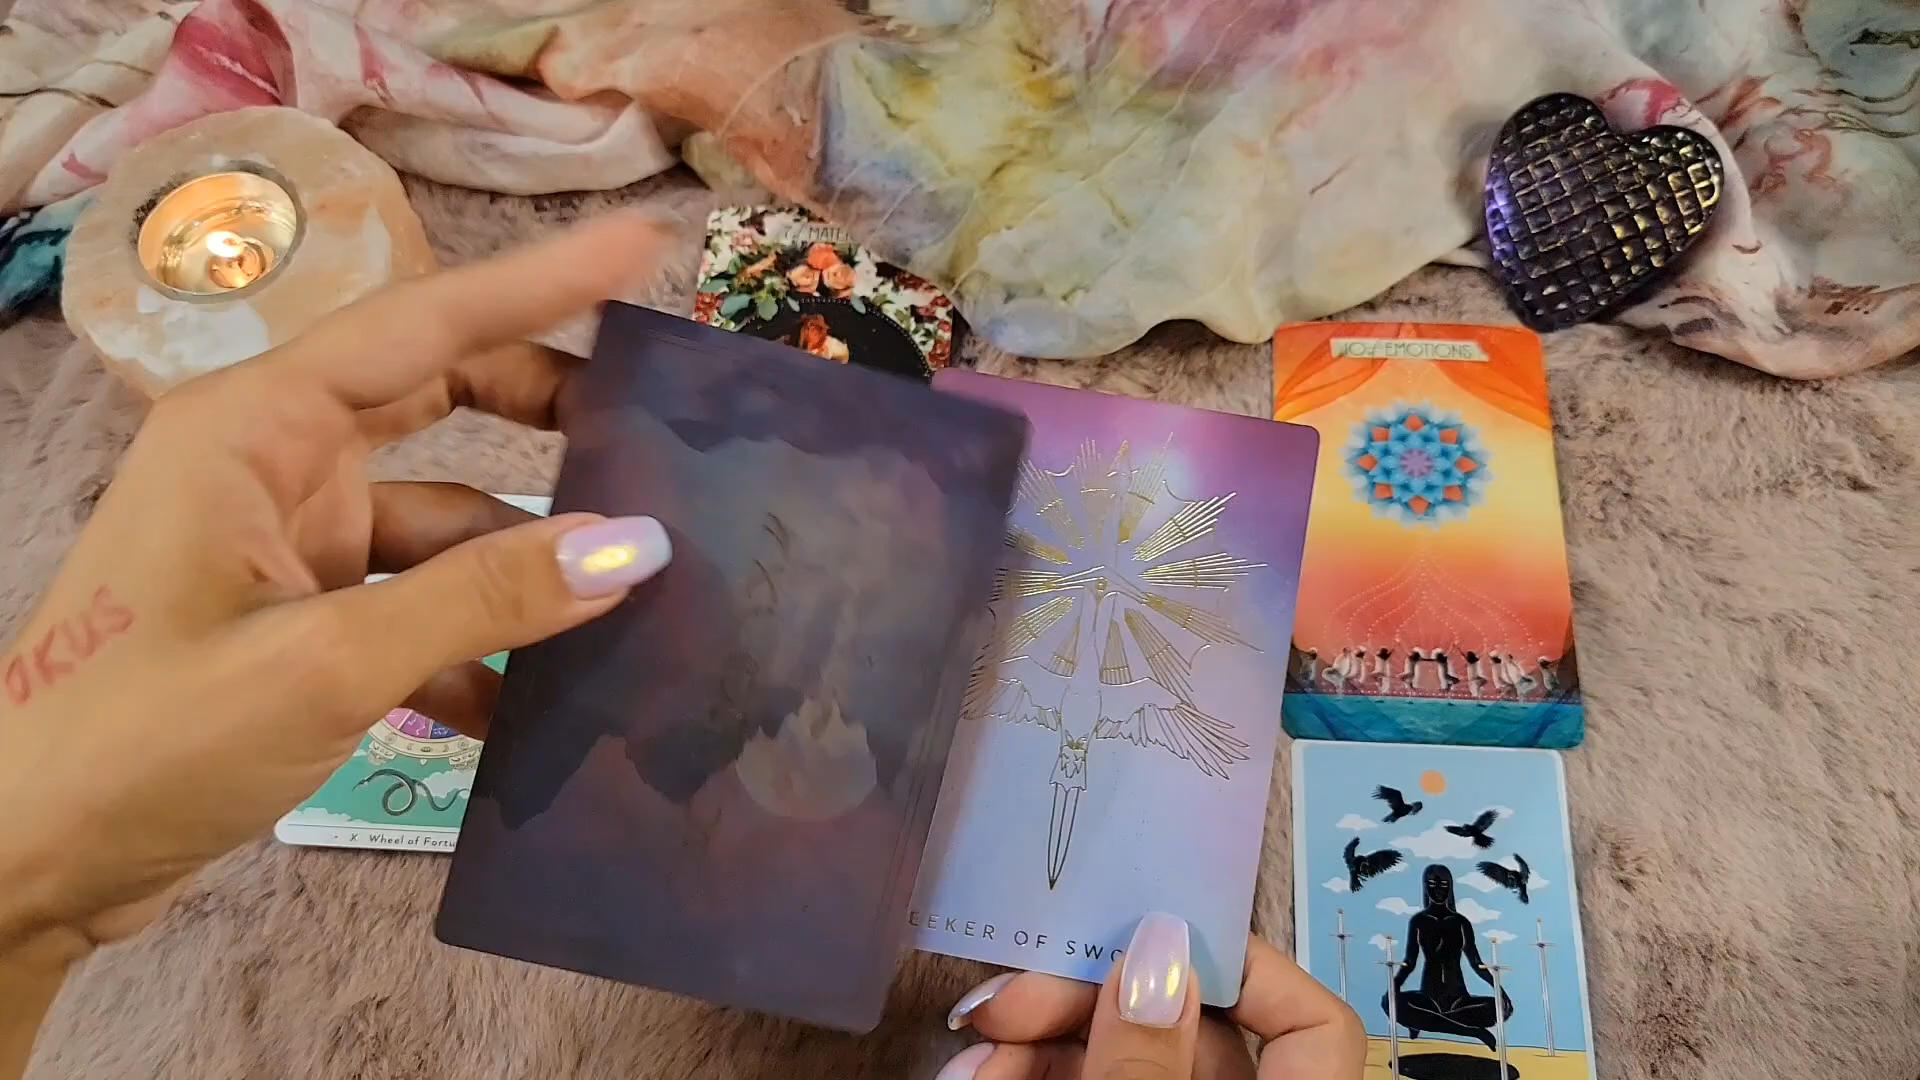 10 of EMOTIONS
OKUS
EEKER OF SWO
X Wheel of Fortu